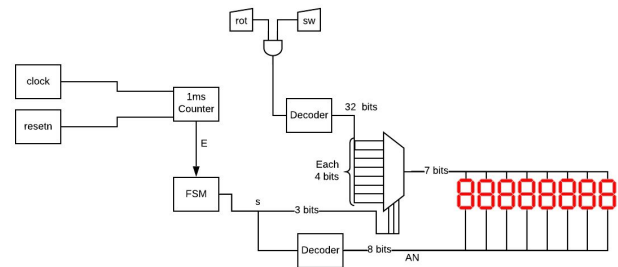 rot
sw
clock
resetn
1ms
Counter
Decoder
32 bits
Each
4 bits
7 bits
E
FSM
s
3 bits
Decoder
8 bits
AN